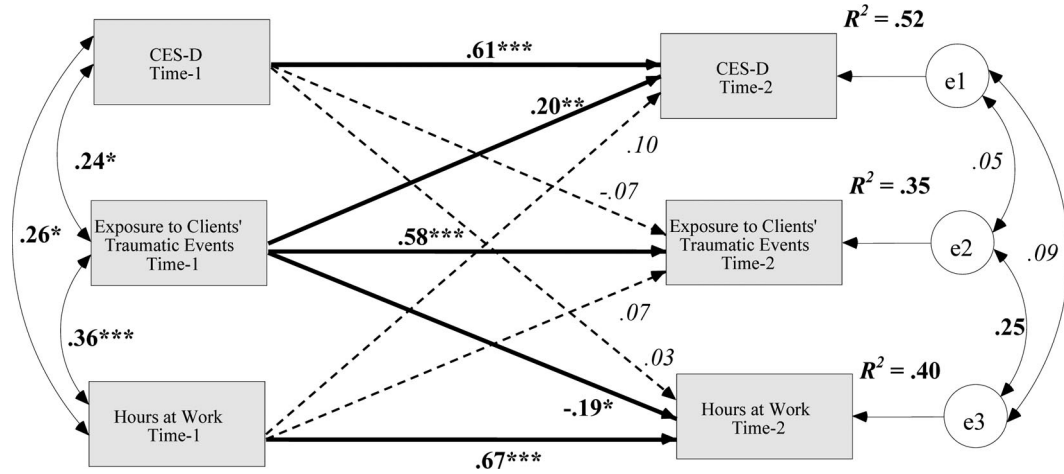 R² = .52
CES-D
Time-1
.61***
CES-D
Time-2
e1
.20**
.10
.24*
-.07
.05
R² = .35
Exposure to Clients'
Traumatic Events
Time-1
.26*
.58***
Exposure to Clients'
Traumatic Events
Time-2
e2
.09
.07
.36***
.03
.25
R² = .40
Hours at Work
Time-1
-.19*
Hours at Work
Time-2
e3
.67***